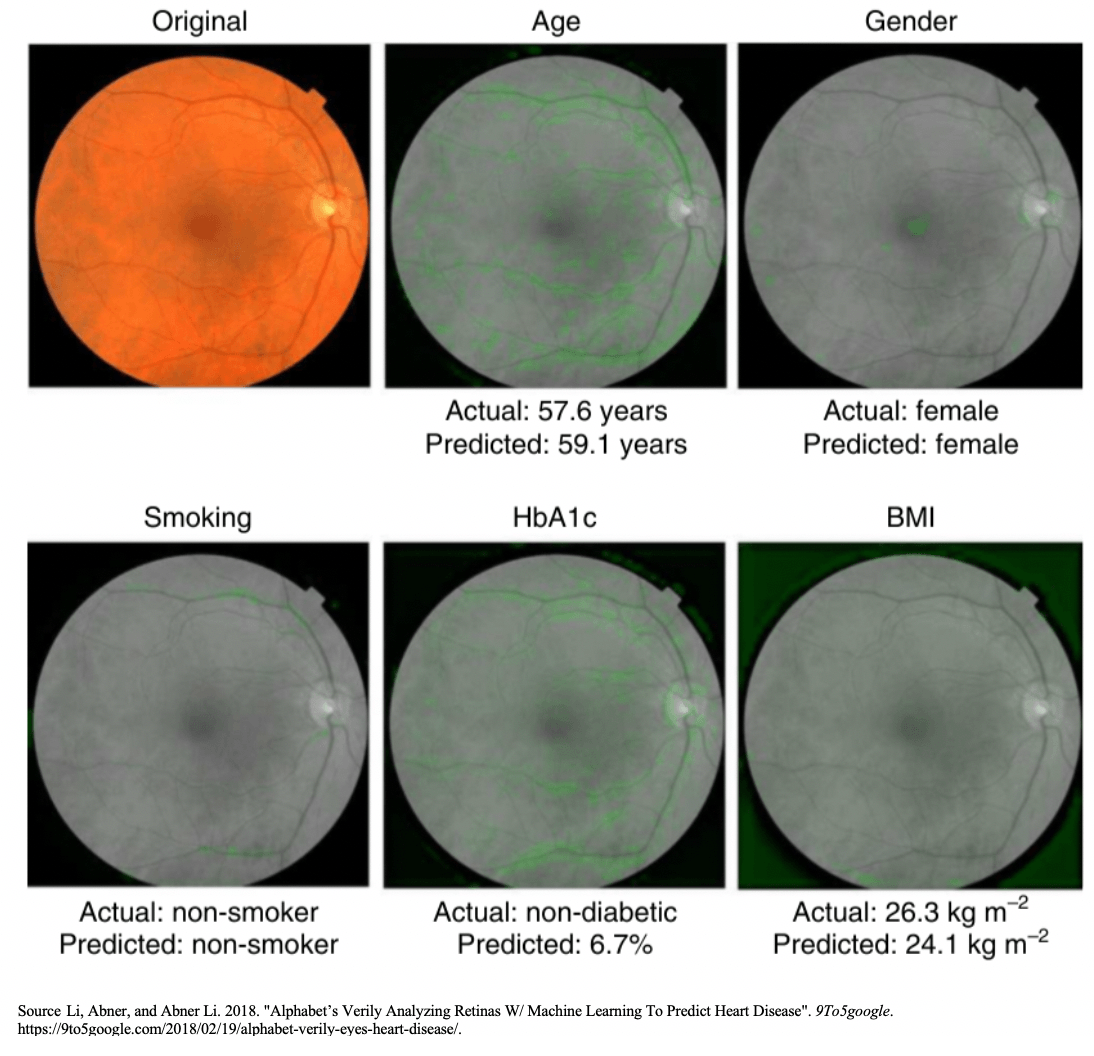 Original
Age
Gender
Actual: 57.6 years
Predicted: 59.1 years
Actual: female
Predicted: female
Smoking
HbA1c
BMI
Actual: non-smoker
Predicted: non-smoker
Actual: non-diabetic
Predicted: 6.7%
Actual: 26.3 kg m⁻²
Predicted: 24.1 kg m⁻²
Source Li, Abner, and Abner Li. 2018. "Alphabet’s Verily Analyzing Retinas W/ Machine Learning To Predict Heart Disease". 9To5google.
https://9to5google.com/2018/02/19/alphabet-verily-eyes-heart-disease/.